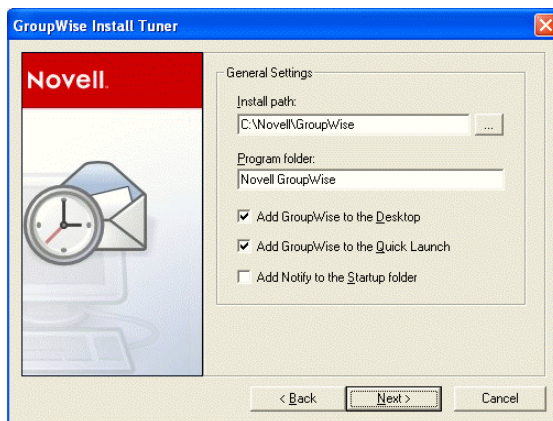 GroupWise Install Tuner
Novell.
General Settings
Install path:
C:\Novell\GroupWise
...
Program folder:
Novell GroupWise
Add GroupWise to the Desktop
Add GroupWise to the Quick Launch
Add Notify to the Startup folder
< Back
Next >
Cancel